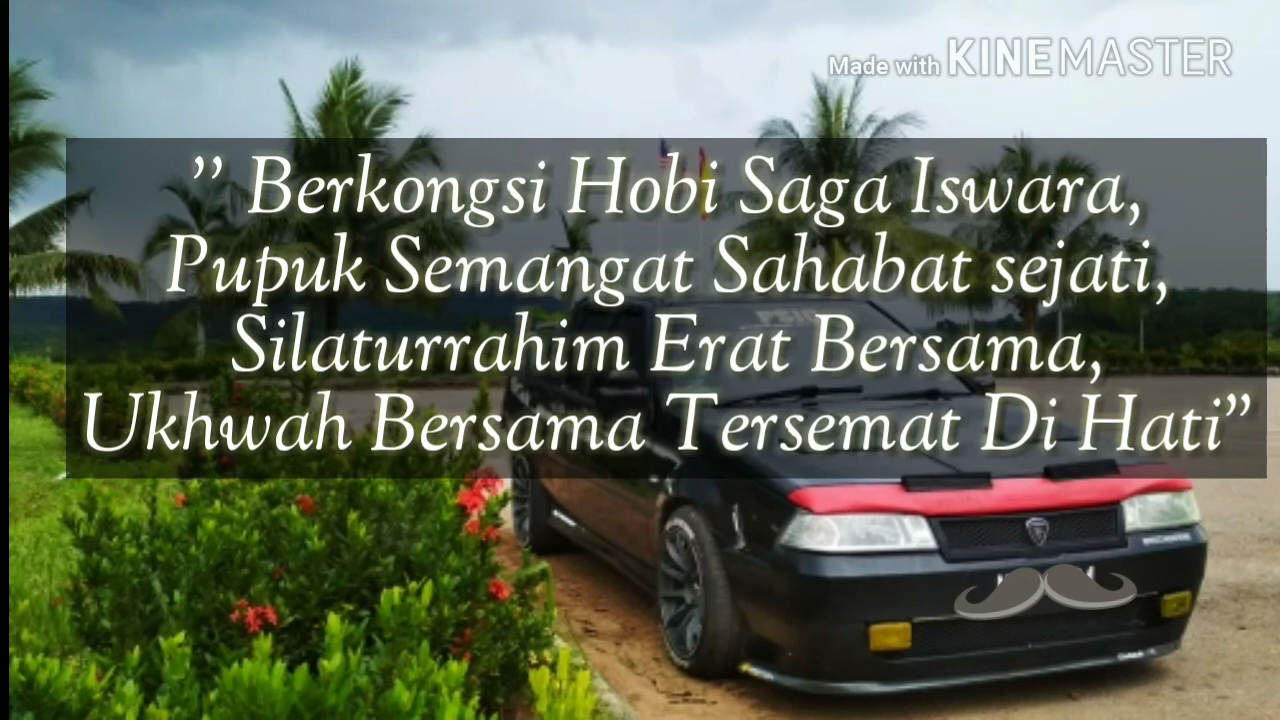 Made with KINEMASTER
" Berkongsi Hobi Saga Iswara,
Pupuk Semangat Sahabat sejati,
Silaturrahim Erat Bersama,
Ukhwah Bersama Tersemat Di Hati"